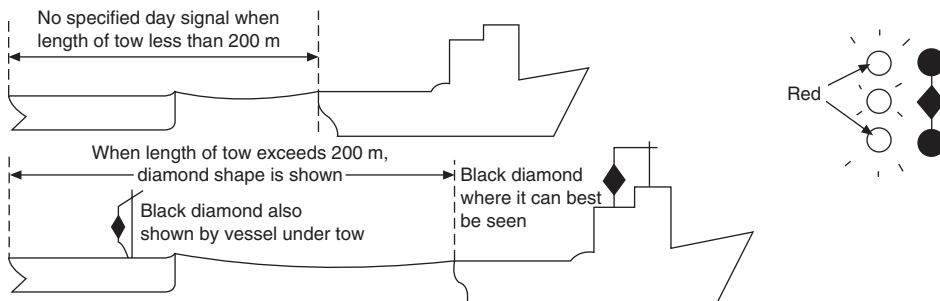 No specified day signal when
length of tow less than 200 m
Red
When length of tow exceeds 200 m,
diamond shape is shown
Black diamond
where it can best
be seen
Black diamond also
shown by vessel under tow